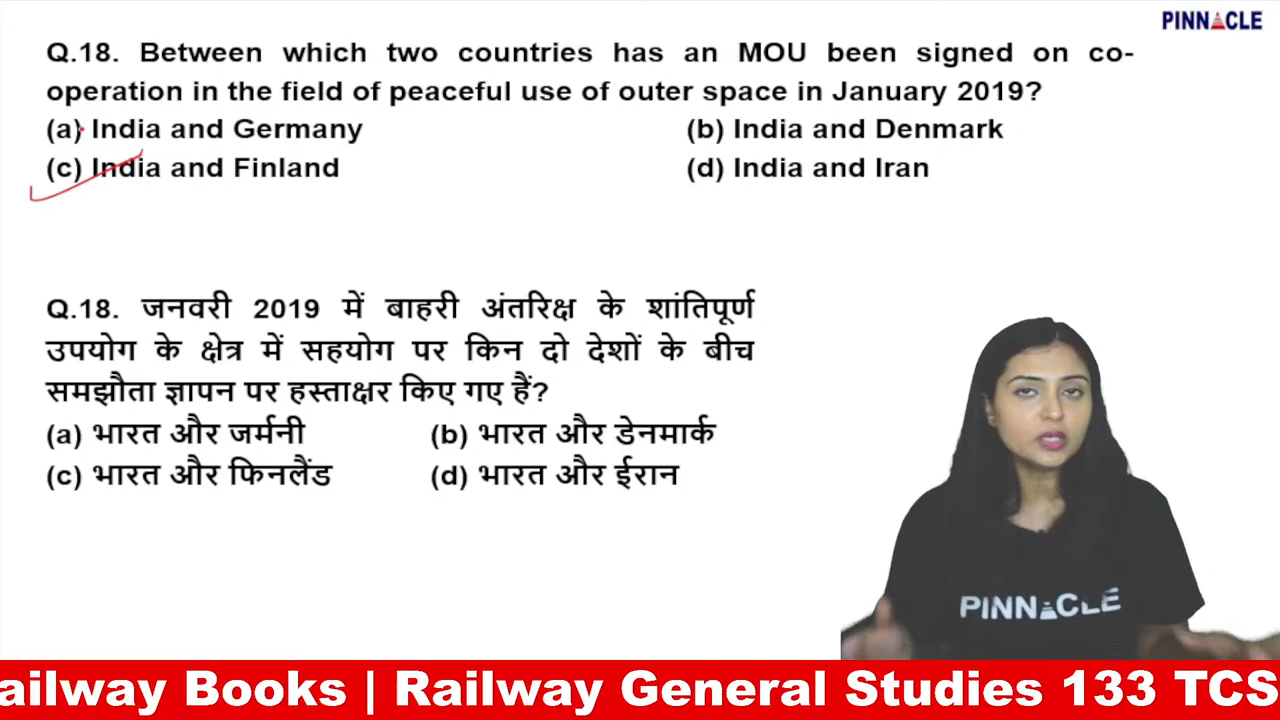 PINNACLE
Q.18. Between which two countries has an MOU been signed on co-
operation in the field of peaceful use of outer space in January 2019?
(a) India and Germany (b) India and Denmark
(c) India and Finland (d) India and Iran
Q.18. जनवरी 2019 में बाहरी अंतरिक्ष के शांतिपूर्ण
उपयोग के क्षेत्र में सहयोग पर किन दो देशों के बीच
समझौता ज्ञापन पर हस्ताक्षर किए गए हैं?
(a) भारत और जर्मनी (b) भारत और डेनमार्क
(c) भारत और फिनलैंड (d) भारत और ईरान
PINNACLE
ailway Books | Railway General Studies 133 TCS